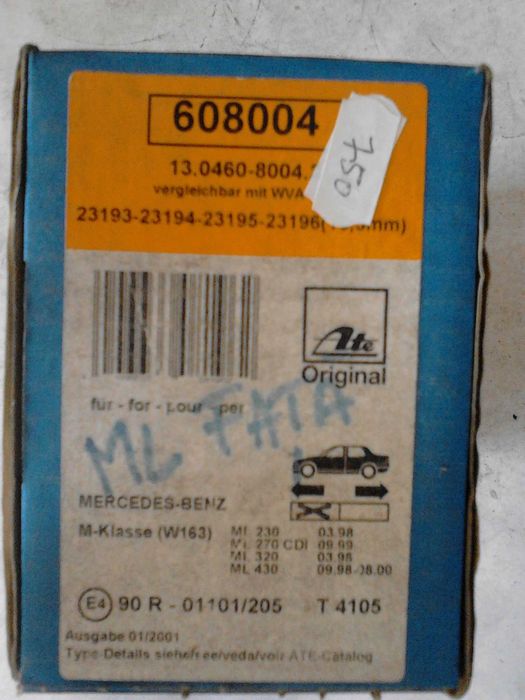 608004
750
13.0460-8004.
vergleichbar mit WVA
23193-23194-23195-23196( mm)
Ate
Original
für - for - pour - per
ML FATA
MERCEDES-BENZ
M-Klasse (W163) ML 230 03.98
ML 270 CDI 09.99
ML 320 03.98
ML 430 09.98-08.00
E4 90 R - 01101/205 T 4105
Ausgabe 01/2001
Type-Details siehe/see/veda/voir ATE-Catalog